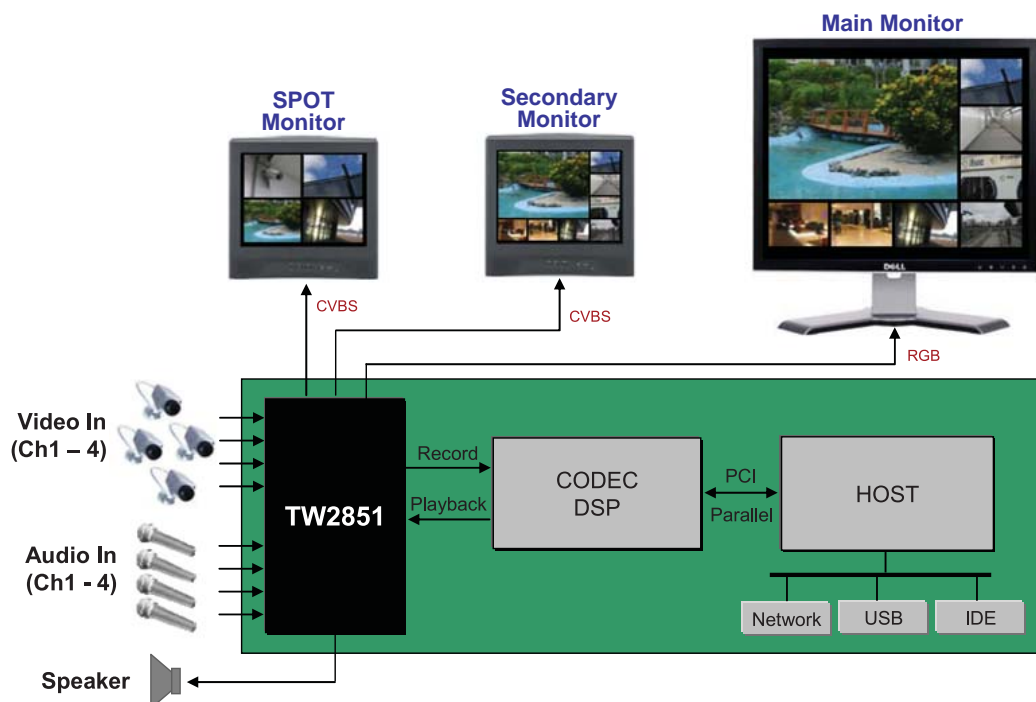 Main Monitor
SPOT
Monitor
Secondary
Monitor
DELL
CVBS
CVBS
RGB
Video In
(Ch1 – 4)
Audio In
(Ch1 - 4)
Speaker
TW2851
Record
Playback
CODEC
DSP
PCI
Parallel
HOST
Network
USB
IDE